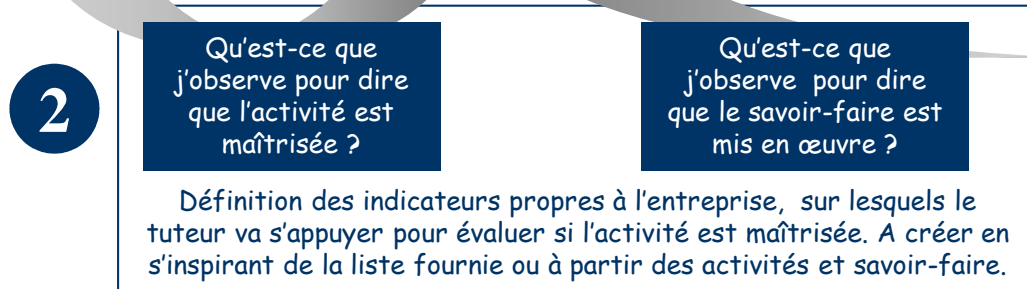 2
Qu'est-ce que
j'observe pour dire
que l'activité est
maîtrisée ?
Qu'est-ce que
j'observe pour dire
que le savoir-faire est
mis en œuvre ?
Définition des indicateurs propres à l'entreprise, sur lesquels le
tuteur va s'appuyer pour évaluer si l'activité est maîtrisée. A créer en
s'inspirant de la liste fournie ou à partir des activités et savoir-faire.